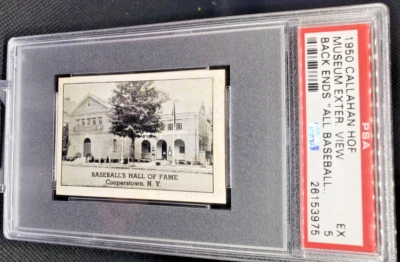 1950 CALLAHAN HOF
MUSEUM EXTER. VIEW EX
BACK ENDS "ALL BASEBALL.. 5
26153975
PSA
BASEBALL'S HALL OF FAME
Cooperstown, N. Y.